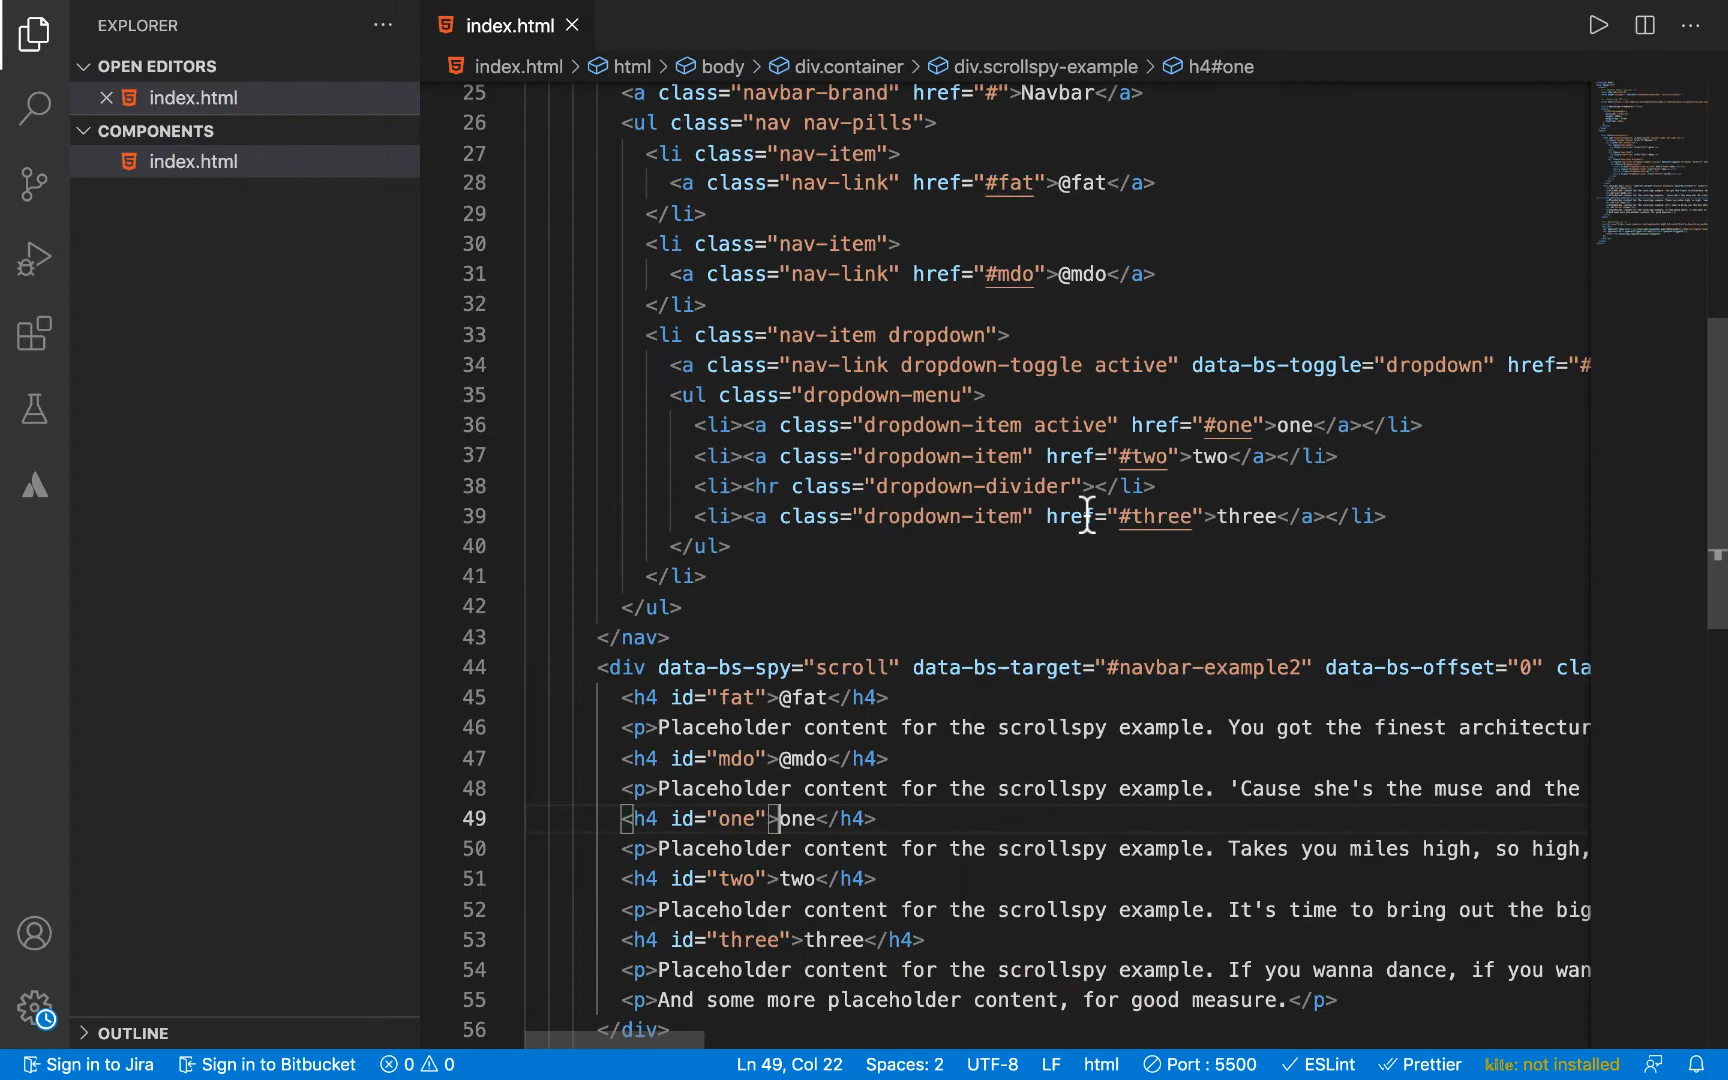 EXPLORER
OPEN EDITORS
index.html
COMPONENTS
index.html
OUTLINE
index.html
index.html > html > body > div.container > div.scrollspy-example > h4#one
25 <a class="navbar-brand" href="#">Navbar</a>
26 <ul class="nav nav-pills">
27 <li class="nav-item">
28 <a class="nav-link" href="#fat">@fat</a>
29 </li>
30 <li class="nav-item">
31 <a class="nav-link" href="#mdo">@mdo</a>
32 </li>
33 <li class="nav-item dropdown">
34 <a class="nav-link dropdown-toggle active" data-bs-toggle="dropdown" href="#
35 <ul class="dropdown-menu">
36 <li><a class="dropdown-item active" href="#one">one</a></li>
37 <li><a class="dropdown-item" href="#two">two</a></li>
38 <li><hr class="dropdown-divider"></li>
39 <li><a class="dropdown-item" href="#three">three</a></li>
40 </ul>
41 </li>
42 </ul>
43 </nav>
44 <div data-bs-spy="scroll" data-bs-target="#navbar-example2" data-bs-offset="0" cla
45 <h4 id="fat">@fat</h4>
46 <p>Placeholder content for the scrollspy example. You got the finest architectur
47 <h4 id="mdo">@mdo</h4>
48 <p>Placeholder content for the scrollspy example. 'Cause she's the muse and the
49 <h4 id="one">one</h4>
50 <p>Placeholder content for the scrollspy example. Takes you miles high, so high,
51 <h4 id="two">two</h4>
52 <p>Placeholder content for the scrollspy example. It's time to bring out the big
53 <h4 id="three">three</h4>
54 <p>Placeholder content for the scrollspy example. If you wanna dance, if you wan
55 <p>And some more placeholder content, for good measure.</p>
56 </div>
Sign in to Jira Sign in to Bitbucket 0 0 Ln 49, Col 22 Spaces: 2 UTF-8 LF html Port : 5500 ESLint Prettier kite: not installed